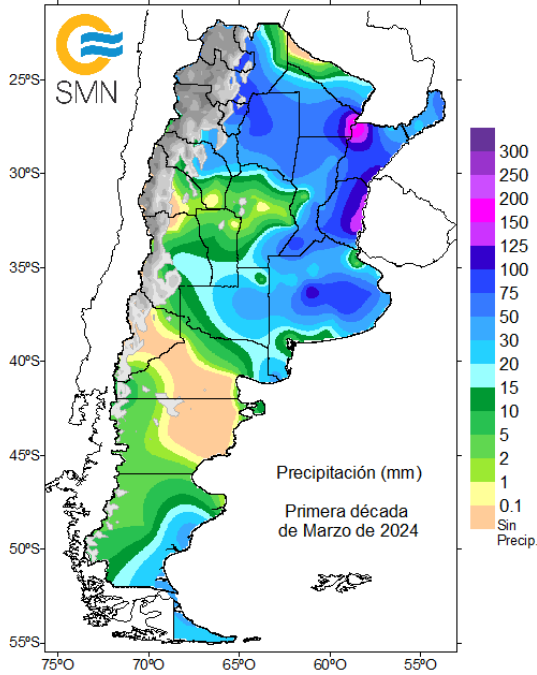 SMN
25ºS
30ºS
35ºS
40ºS
45ºS
50ºS
55ºS
75ºO 70ºO 65ºO 60ºO 55ºO
Precipitación (mm)
Primera década
de Marzo de 2024
300
250
200
150
125
100
75
50
30
20
15
10
5
2
1
0.1
Sin
Precip.